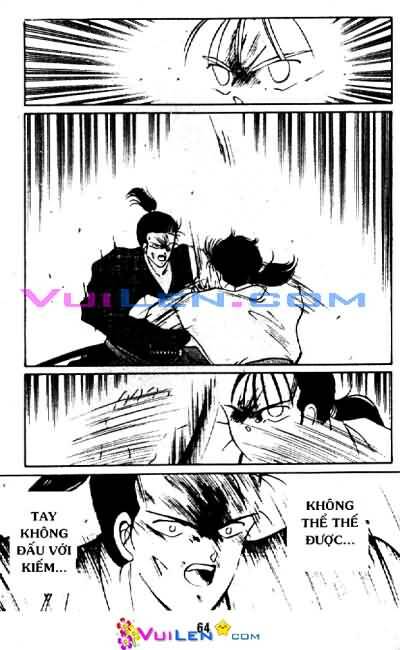 VuiLen.com
TAY
KHÔNG
ĐẤU VỚI
KIẾM...
KHÔNG
THỂ THẾ
ĐƯỢC...
64
VuiLen
.com